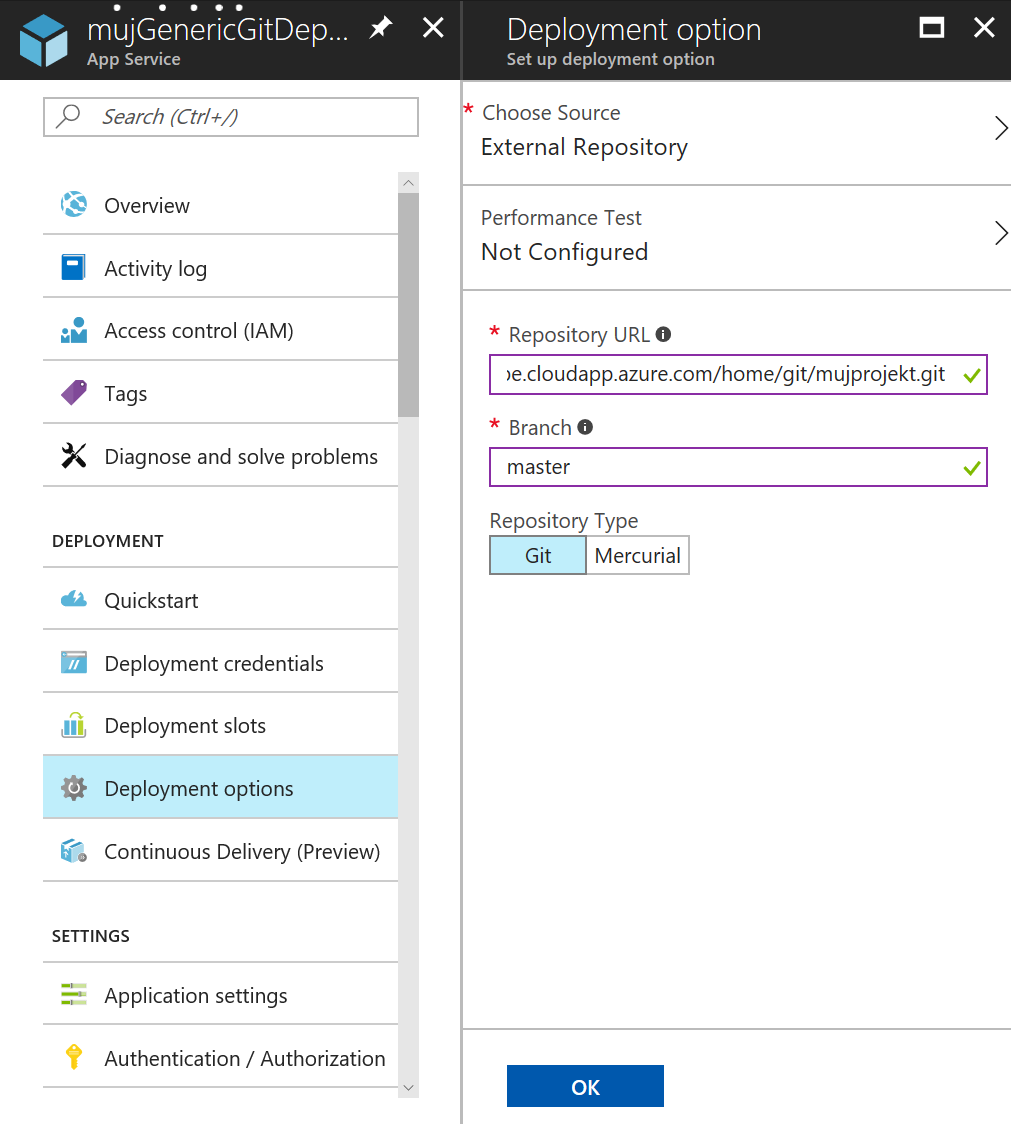 mujGenericGitDep...
App Service
Search (Ctrl+/)
Overview
Activity log
Access control (IAM)
Tags
Diagnose and solve problems
DEPLOYMENT
Quickstart
Deployment credentials
Deployment slots
Deployment options
Continuous Delivery (Preview)
SETTINGS
Application settings
Authentication / Authorization
Deployment option
Set up deployment option
* Choose Source
External Repository
Performance Test
Not Configured
* Repository URL
pe.cloudapp.azure.com/home/git/mujprojekt.git
* Branch
master
Repository Type
Git Mercurial
OK